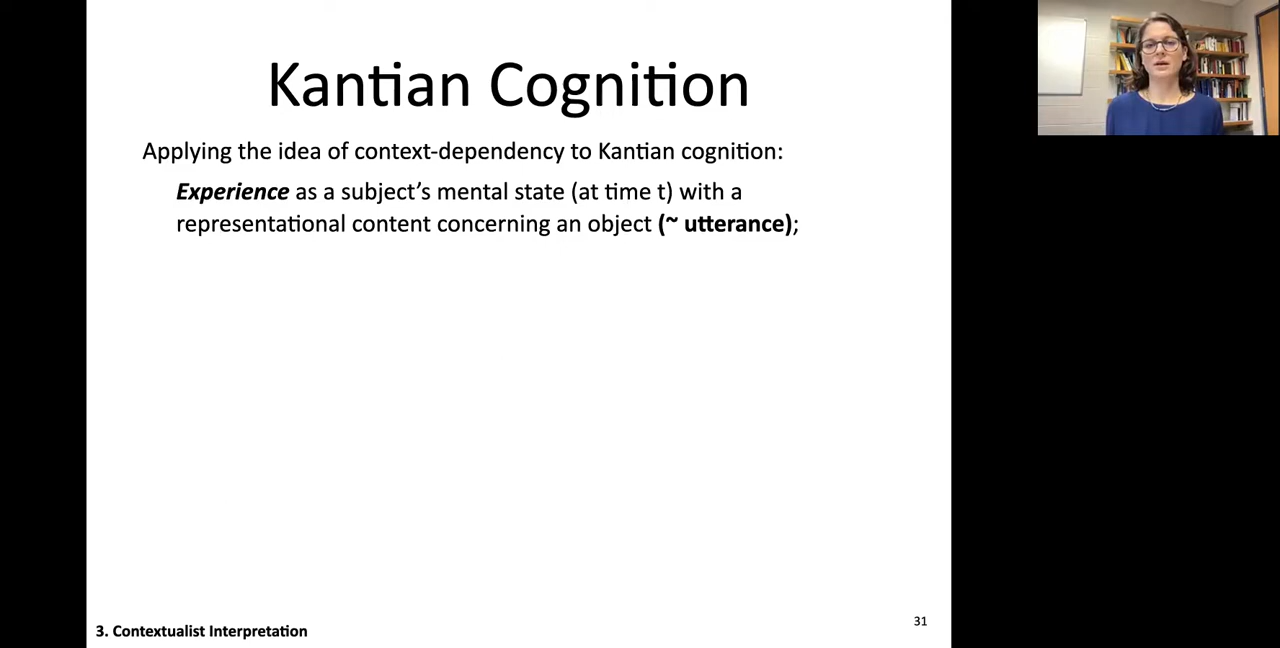 Kantian Cognition
Applying the idea of context-dependency to Kantian cognition:
Experience as a subject’s mental state (at time t) with a
representational content concerning an object (~ utterance);
3. Contextualist Interpretation
31